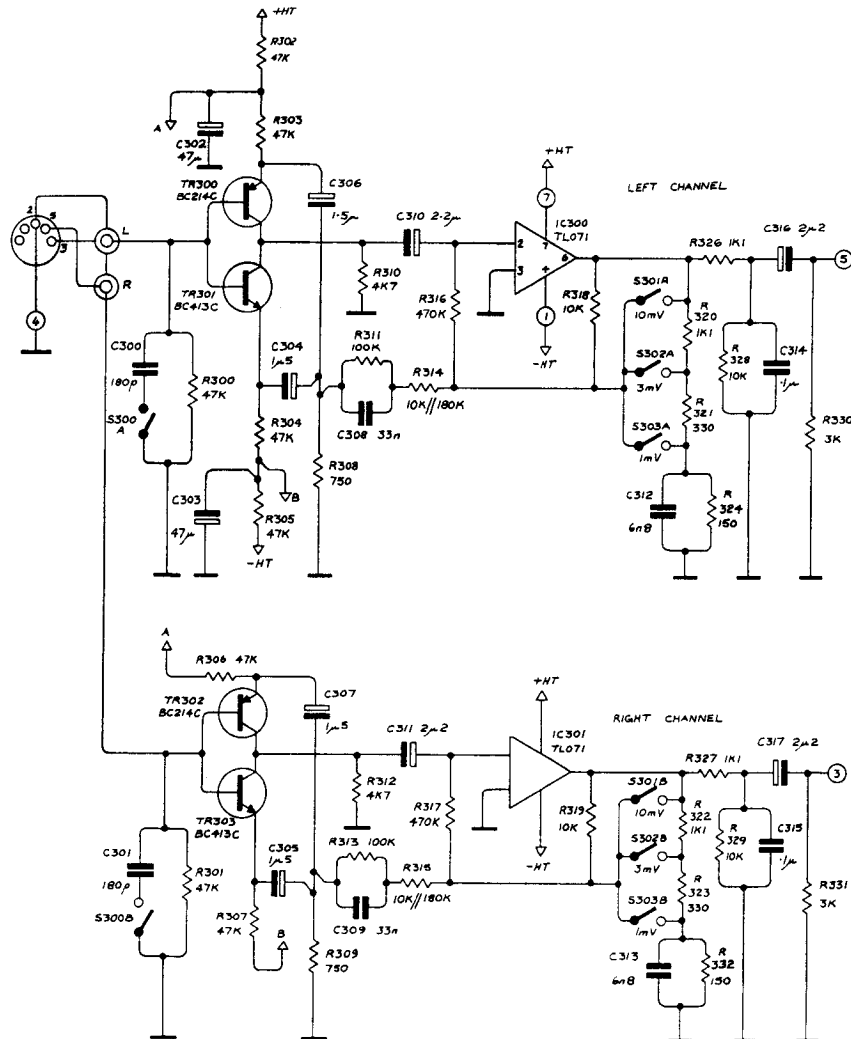 +HT
R302
47K
A
C302
47μ
R303
47K
TR300
BC214C
C306
1·5μ
2
5
3
4
L
R
TR301
BC413C
C310 2·2μ
R310
4K7
R316
470K
+HT
7
2
3
7
6
+
IC300
TL071
1
-HT
LEFT CHANNEL
R326 1K1
C316 2μ2
5
R318
10K
S301A
10mV
R
320
1K1
S302A
3mV
R
321
330
S303A
1mV
R
328
10K
C314
·1μ
R330
3K
C300
180p
S300
A
R300
47K
C304
1μ5
R311
100K
C308 33n
R314
10K//180K
R304
47K
R308
750
C303
47μ
B
R305
47K
-HT
C312
6n8
R
324
150
A
R306 47K
TR302
BC214C
C307
1μ5
C311 2μ2
+HT
IC301
TL071
-HT
RIGHT CHANNEL
R327 1K1
C317 2μ2
3
R312
4K7
R317
470K
R319
10K
S301B
10mV
R
322
1K1
S302B
3mV
R
323
330
S303B
1mV
R
329
10K
C315
·1μ
R331
3K
TR303
BC413C
C301
180p
S300B
R301
47K
C305
1μ5
R313 100K
C309 33n
R315
10K//180K
R307
47K
B
R309
750
C313
6n8
R
332
150